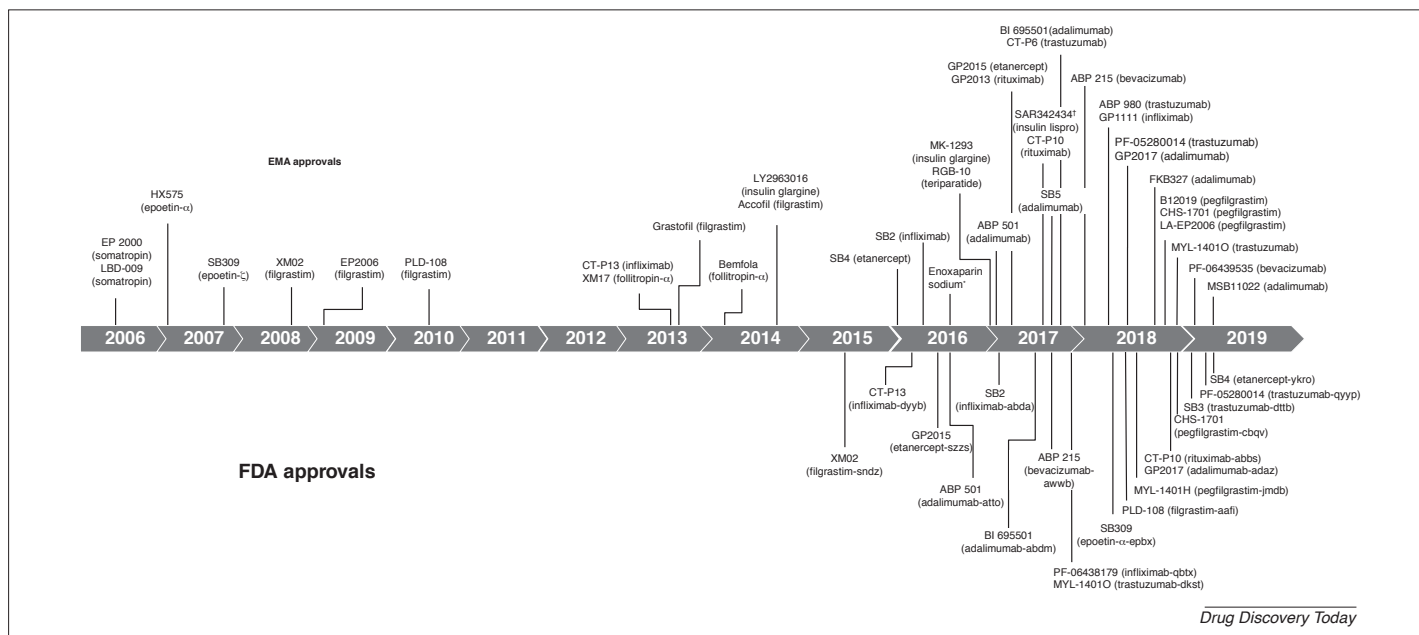 BI 695501(adalimumab)
CT-P6 (trastuzumab)
GP2015 (etanercept)
GP2013 (rituximab)
ABP 215 (bevacizumab)
ABP 980 (trastuzumab)
GP1111 (infliximab)
SAR342434†
(insulin lispro)
CT-P10
(rituximab)
PF-05280014 (trastuzumab)
GP2017 (adalimumab)
MK-1293
(insulin glargine)
RGB-10
(teriparatide)
EMA approvals
LY2963016
(insulin glargine)
Accofil (filgrastim)
FKB327 (adalimumab)
HX575
(epoetin-α)
SB5
(adalimumab)
B12019 (pegfilgrastim)
CHS-1701 (pegfilgrastim)
LA-EP2006 (pegfilgrastim)
Grastofil (filgrastim)
ABP 501
(adalimumab)
SB2 (infliximab)
EP 2000
(somatropin)
LBD-009
(somatropin)
MYL-1401O (trastuzumab)
SB4 (etanercept)
SB309
(epoetin-ζ)
XM02
(filgrastim)
EP2006
(filgrastim)
PLD-108
(filgrastim)
CT-P13 (infliximab)
XM17 (follitropin-α)
Bemfola
(follitropin-α)
Enoxaparin
sodium*
PF-06439535 (bevacizumab)
MSB11022 (adalimumab)
2006 2007 2008 2009 2010 2011 2012 2013 2014 2015 2016 2017 2018 2019
SB4 (etanercept-ykro)
CT-P13
(infliximab-dyyb)
SB2
(infliximab-abda)
PF-05280014 (trastuzumab-qyyp)
SB3 (trastuzumab-dttb)
CHS-1701
(pegfilgrastim-cbqv)
GP2015
(etanercept-szzs)
XM02
(filgrastim-sndz)
FDA approvals
ABP 215
(bevacizumab-
awwb)
CT-P10 (rituximab-abbs)
GP2017 (adalimumab-adaz)
ABP 501
(adalimumab-atto)
MYL-1401H (pegfilgrastim-jmdb)
PLD-108 (filgrastim-aafi)
BI 695501
(adalimumab-abdm)
SB309
(epoetin-α-epbx)
PF-06438179 (infliximab-qbtx)
MYL-1401O (trastuzumab-dkst)
Drug Discovery Today